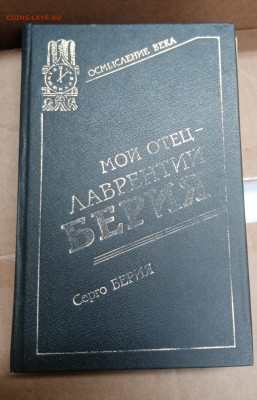 COINS.LAVE.RU
ОСМЫСЛЕНИЕ ВЕКА
МОЙ ОТЕЦ-
ЛАВРЕНТИЙ
БЕРИЯ
Серго БЕРИЯ